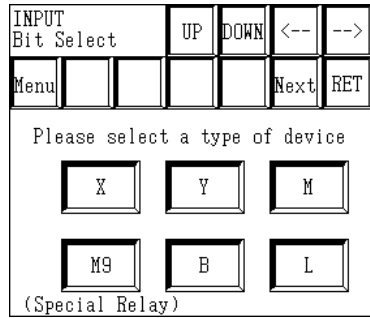 INPUT
Bit Select
UP DOWN <-- -->
Menu Next RET
Please select a type of device
X Y M
M9 B L
(Special Relay)